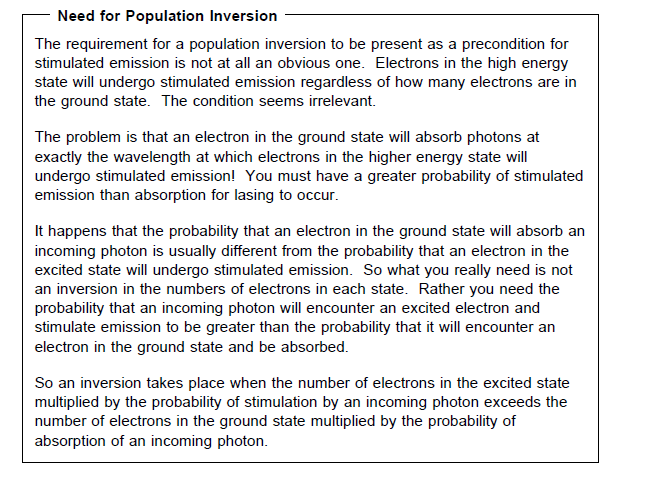 Need for Population Inversion
The requirement for a population inversion to be present as a precondition for
stimulated emission is not at all an obvious one.  Electrons in the high energy
state will undergo stimulated emission regardless of how many electrons are in
the ground state.  The condition seems irrelevant.
The problem is that an electron in the ground state will absorb photons at
exactly the wavelength at which electrons in the higher energy state will
undergo stimulated emission!  You must have a greater probability of stimulated
emission than absorption for lasing to occur.
It happens that the probability that an electron in the ground state will absorb an
incoming photon is usually different from the probability that an electron in the
excited state will undergo stimulated emission.  So what you really need is not
an inversion in the numbers of electrons in each state.  Rather you need the
probability that an incoming photon will encounter an excited electron and
stimulate emission to be greater than the probability that it will encounter an
electron in the ground state and be absorbed.
So an inversion takes place when the number of electrons in the excited state
multiplied by the probability of stimulation by an incoming photon exceeds the
number of electrons in the ground state multiplied by the probability of
absorption of an incoming photon.